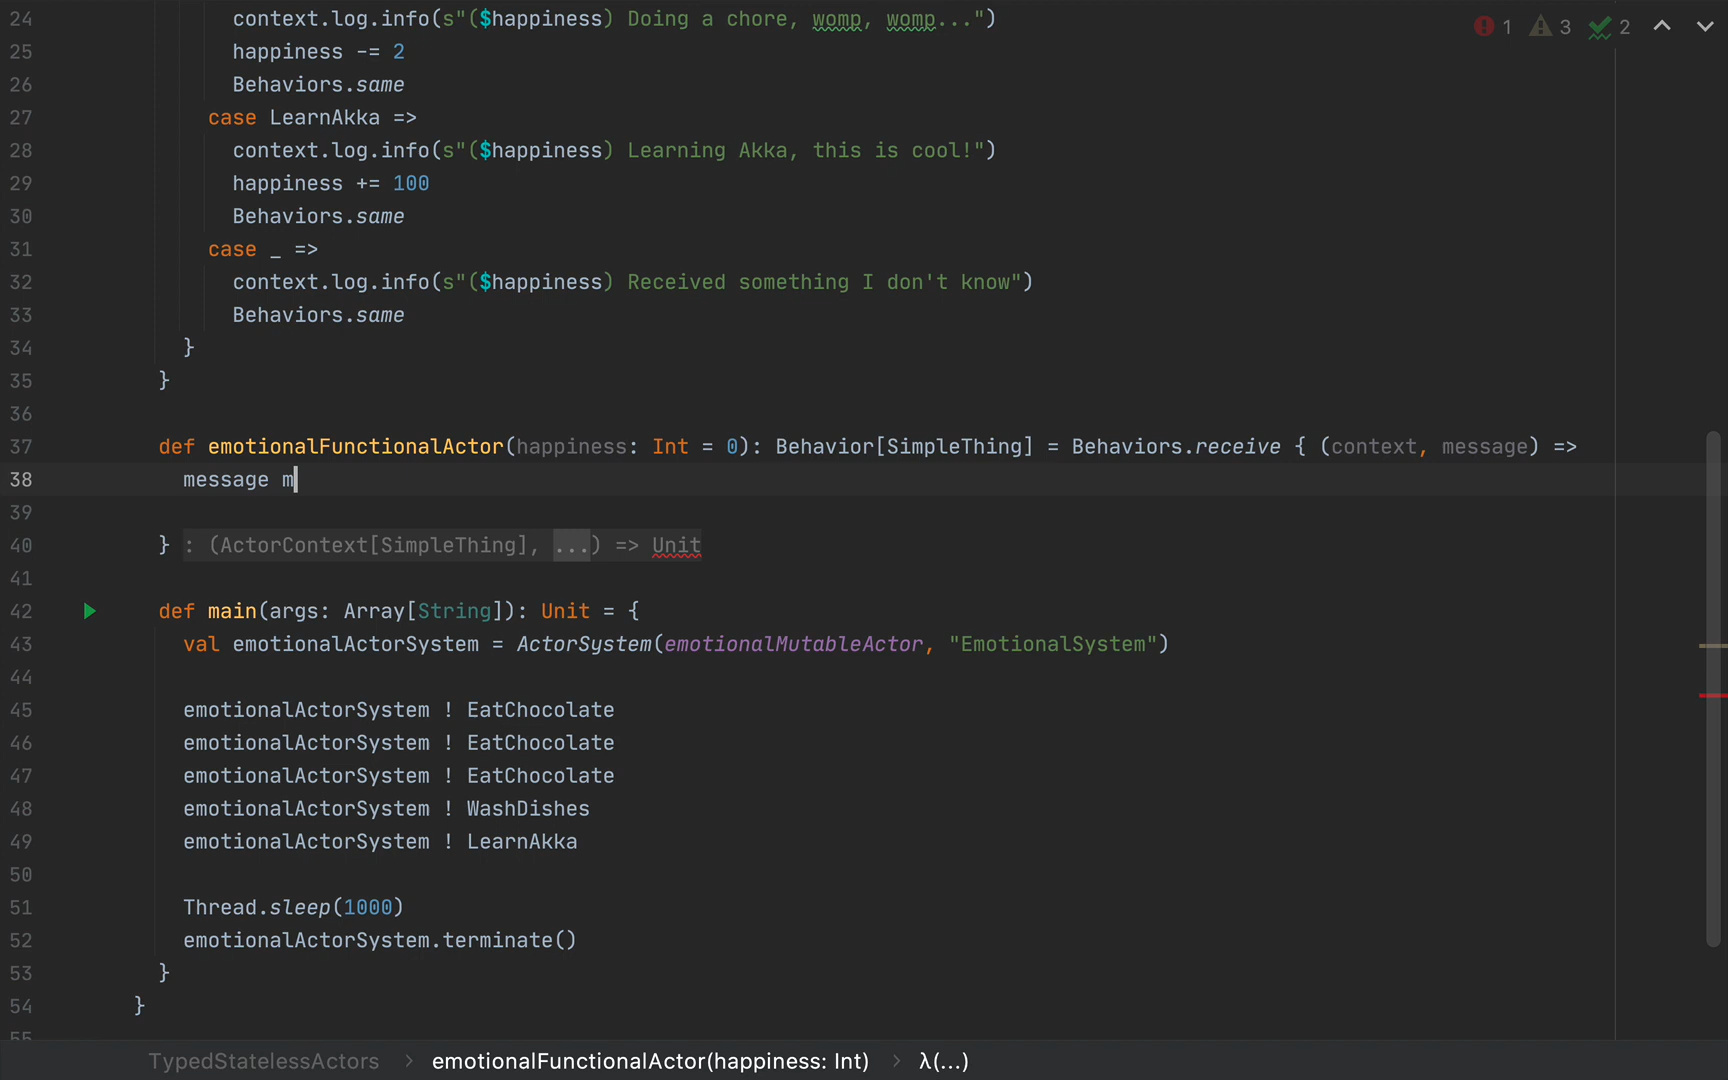 24 context.log.info(s"($happiness) Doing a chore, womp, womp...")
1 3 2
25 happiness -= 2
26 Behaviors.same
27 case LearnAkka =>
28 context.log.info(s"($happiness) Learning Akka, this is cool!")
29 happiness += 100
30 Behaviors.same
31 case _ =>
32 context.log.info(s"($happiness) Received something I don't know")
33 Behaviors.same
34 }
35 }
36
37 def emotionalFunctionalActor(happiness: Int = 0): Behavior[SimpleThing] = Behaviors.receive { (context, message) =>
38 message m
39
40 } : (ActorContext[SimpleThing], ...) => Unit
41
42 def main(args: Array[String]): Unit = {
43 val emotionalActorSystem = ActorSystem(emotionalMutableActor, "EmotionalSystem")
44
45 emotionalActorSystem ! EatChocolate
46 emotionalActorSystem ! EatChocolate
47 emotionalActorSystem ! EatChocolate
48 emotionalActorSystem ! WashDishes
49 emotionalActorSystem ! LearnAkka
50
51 Thread.sleep(1000)
52 emotionalActorSystem.terminate()
53 }
54 }
55
TypedStatelessActors > emotionalFunctionalActor(happiness: Int) > λ(...)